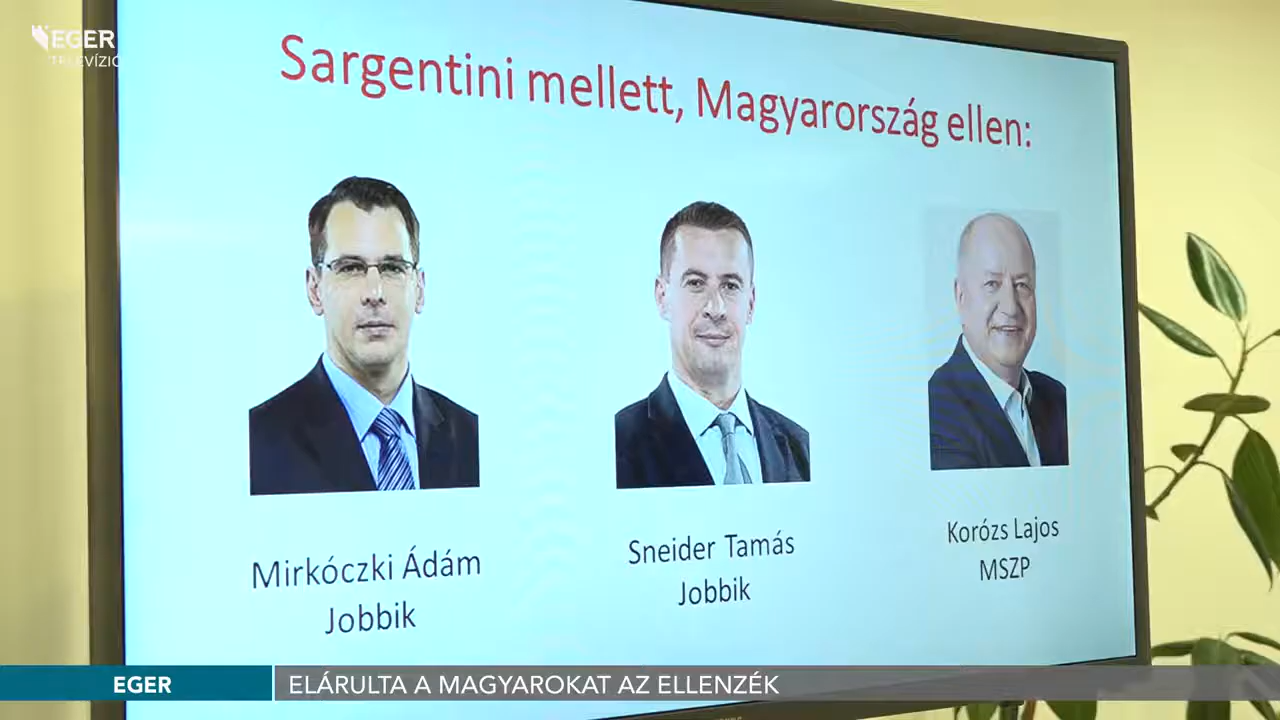 EGER
TELEVÍZIÓ
Sargentini mellett, Magyarország ellen:
Mirkóczki Ádám
Jobbik
Sneider Tamás
Jobbik
Korózs Lajos
MSZP
EGER
ELÁRULTA A MAGYAROKAT AZ ELLENZÉK